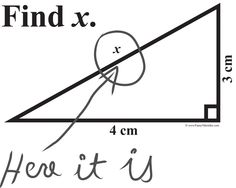 Find x.
x
3 cm
4 cm
Here it is